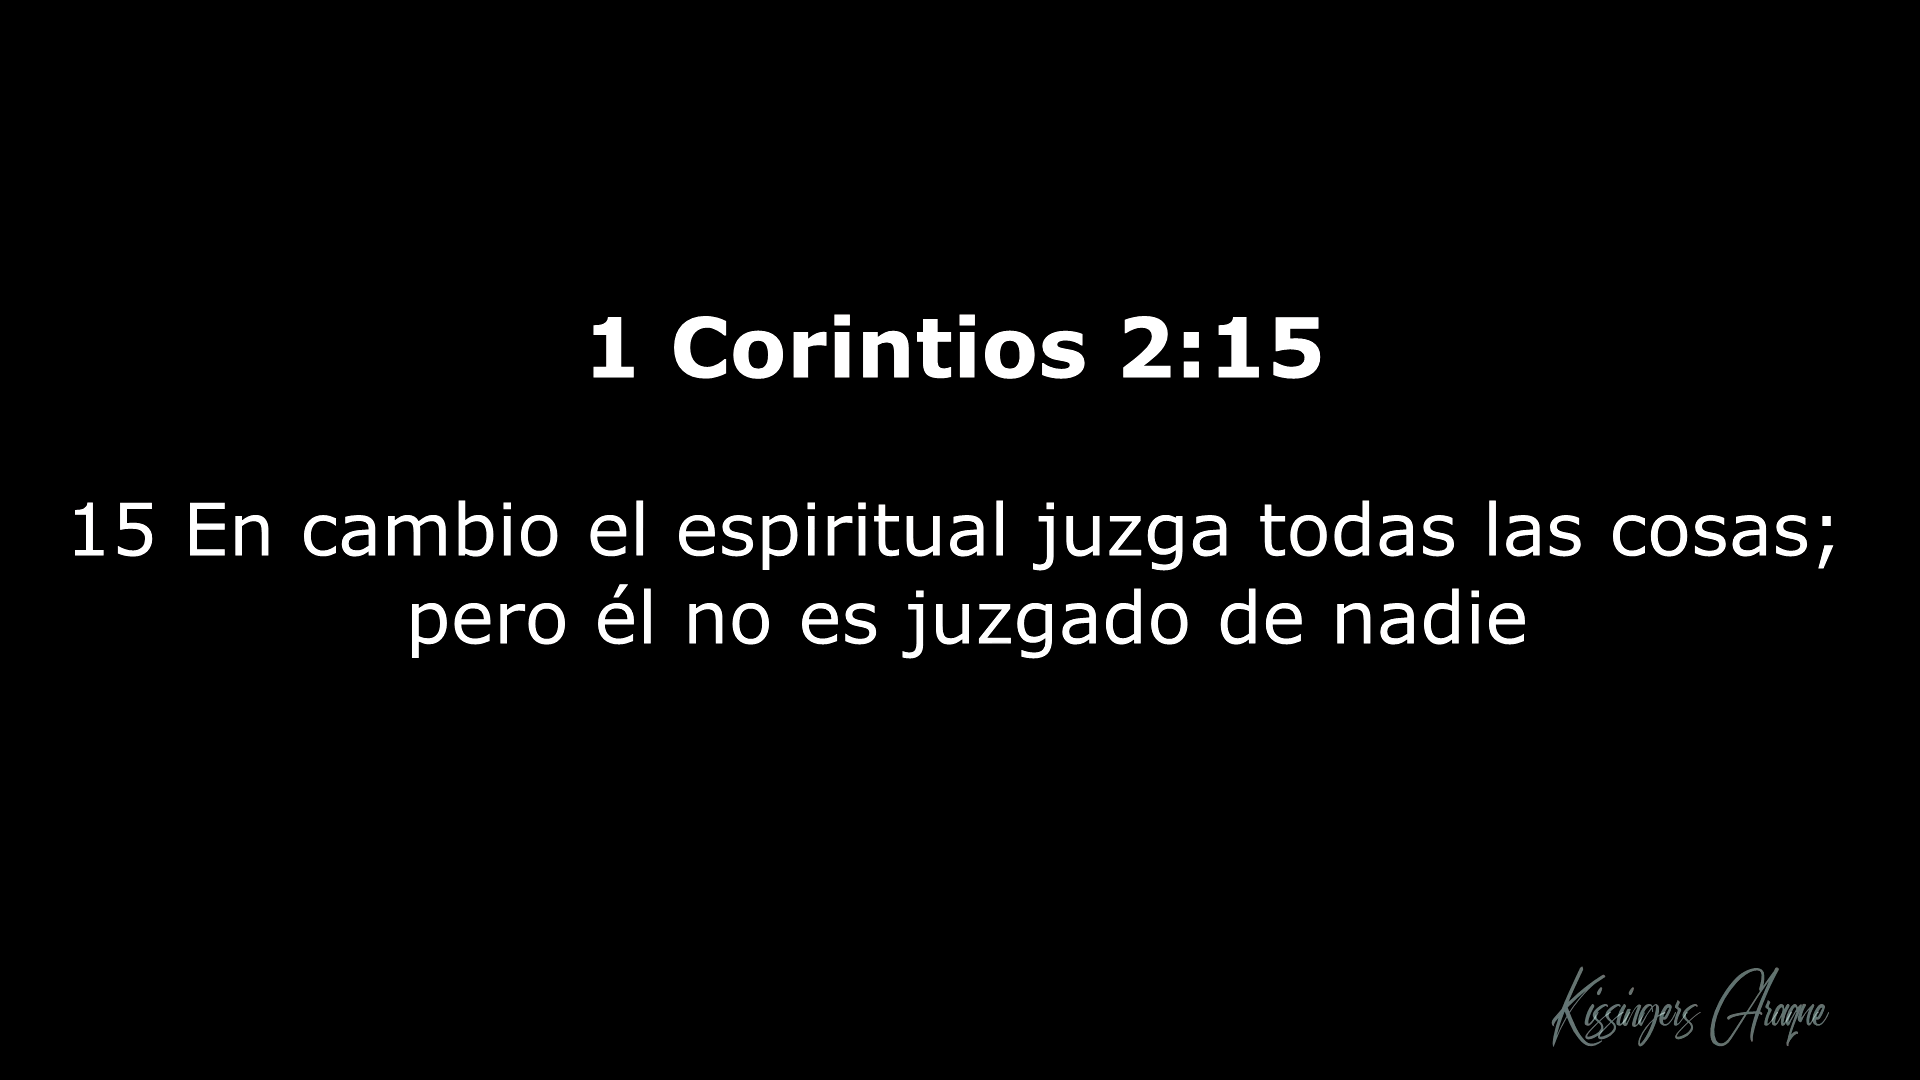 1 Corintios 2:15
15 En cambio el espiritual juzga todas las cosas;
pero él no es juzgado de nadie
Kissingers Araque